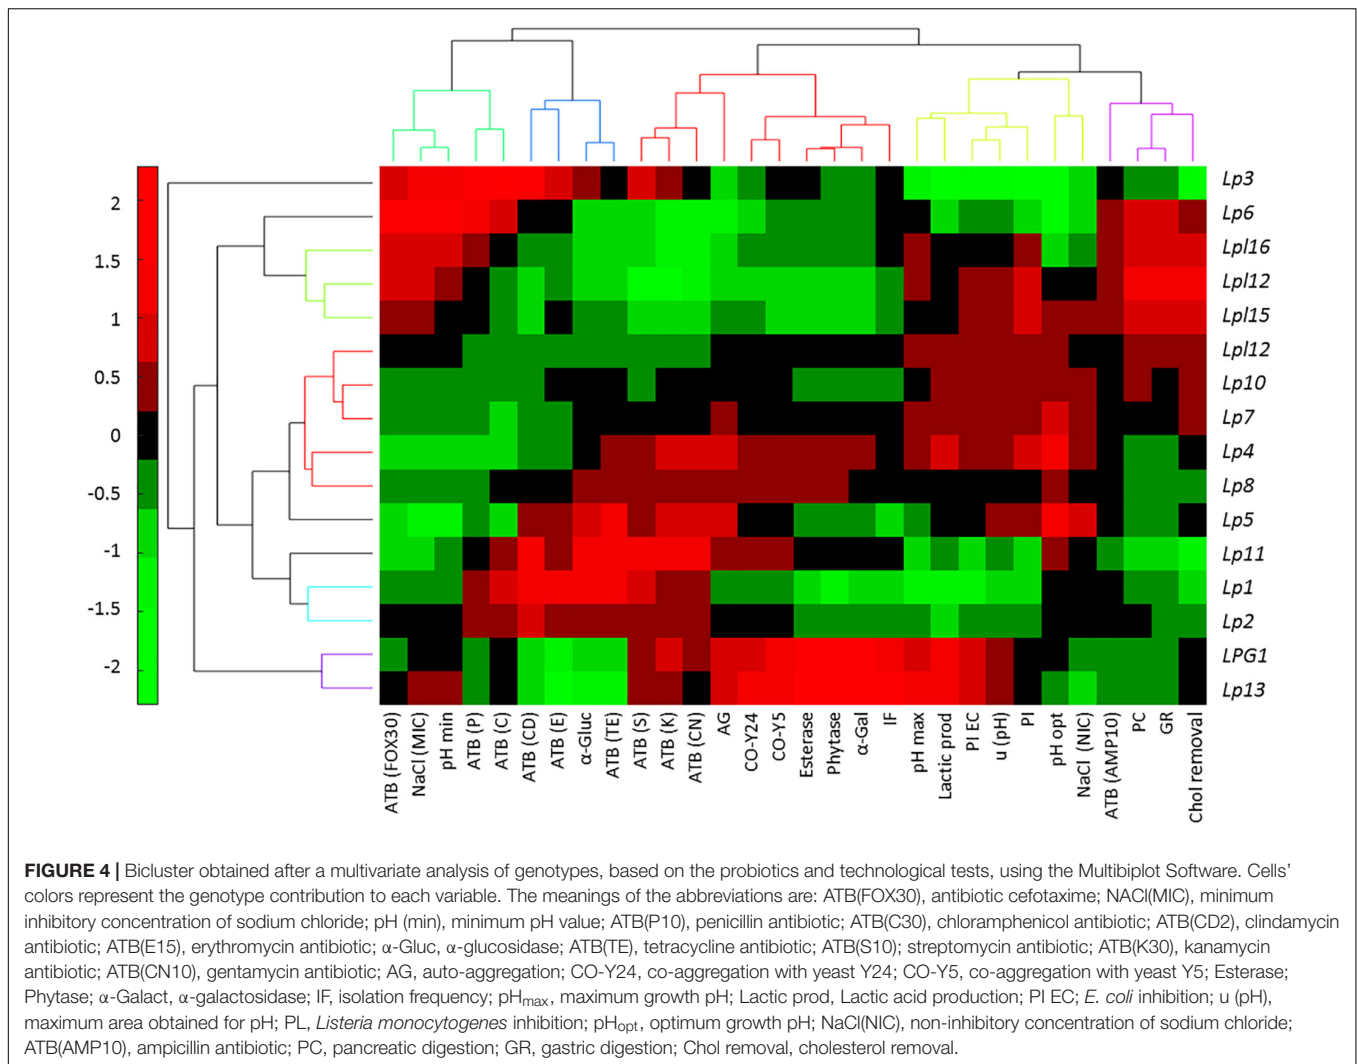 2
1.5
1
0.5
0
-0.5
-1
-1.5
-2
Lp3
Lp6
Lpl16
Lpl12
Lpl15
Lpl12
Lp10
Lp7
Lp4
Lp8
Lp5
Lp11
Lp1
Lp2
LPG1
Lp13
ATB (FOX30)
NaCl (MIC)
pH min
ATB (P)
ATB (C)
ATB (CD)
ATB (E)
α-Gluc
ATB (TE)
ATB (S)
ATB (K)
ATB (CN)
AG
CO-Y24
CO-Y5
Esterase
Phytase
α-Gal
IF
pH max
Lactic prod
PI EC
u (pH)
PI
pH opt
NaCl (NIC)
ATB (AMP10)
PC
GR
Chol removal
FIGURE 4 | Bicluster obtained after a multivariate analysis of genotypes, based on the probiotics and technological tests, using the Multibiplot Software. Cells’
colors represent the genotype contribution to each variable. The meanings of the abbreviations are: ATB(FOX30), antibiotic cefotaxime; NACl(MIC), minimum
inhibitory concentration of sodium chloride; pH (min), minimum pH value; ATB(P10), penicillin antibiotic; ATB(C30), chloramphenicol antibiotic; ATB(CD2), clindamycin
antibiotic; ATB(E15), erythromycin antibiotic; α-Gluc, α-glucosidase; ATB(TE), tetracycline antibiotic; ATB(S10); streptomycin antibiotic; ATB(K30), kanamycin
antibiotic; ATB(CN10), gentamycin antibiotic; AG, auto-aggregation; CO-Y24, co-aggregation with yeast Y24; CO-Y5, co-aggregation with yeast Y5; Esterase;
Phytase; α-Galact, α-galactosidase; IF, isolation frequency; pHmax, maximum growth pH; Lactic prod, Lactic acid production; PI EC; E. coli inhibition; u (pH),
maximum area obtained for pH; PL, Listeria monocytogenes inhibition; pHopt, optimum growth pH; NaCl(NIC), non-inhibitory concentration of sodium chloride;
ATB(AMP10), ampicillin antibiotic; PC, pancreatic digestion; GR, gastric digestion; Chol removal, cholesterol removal.